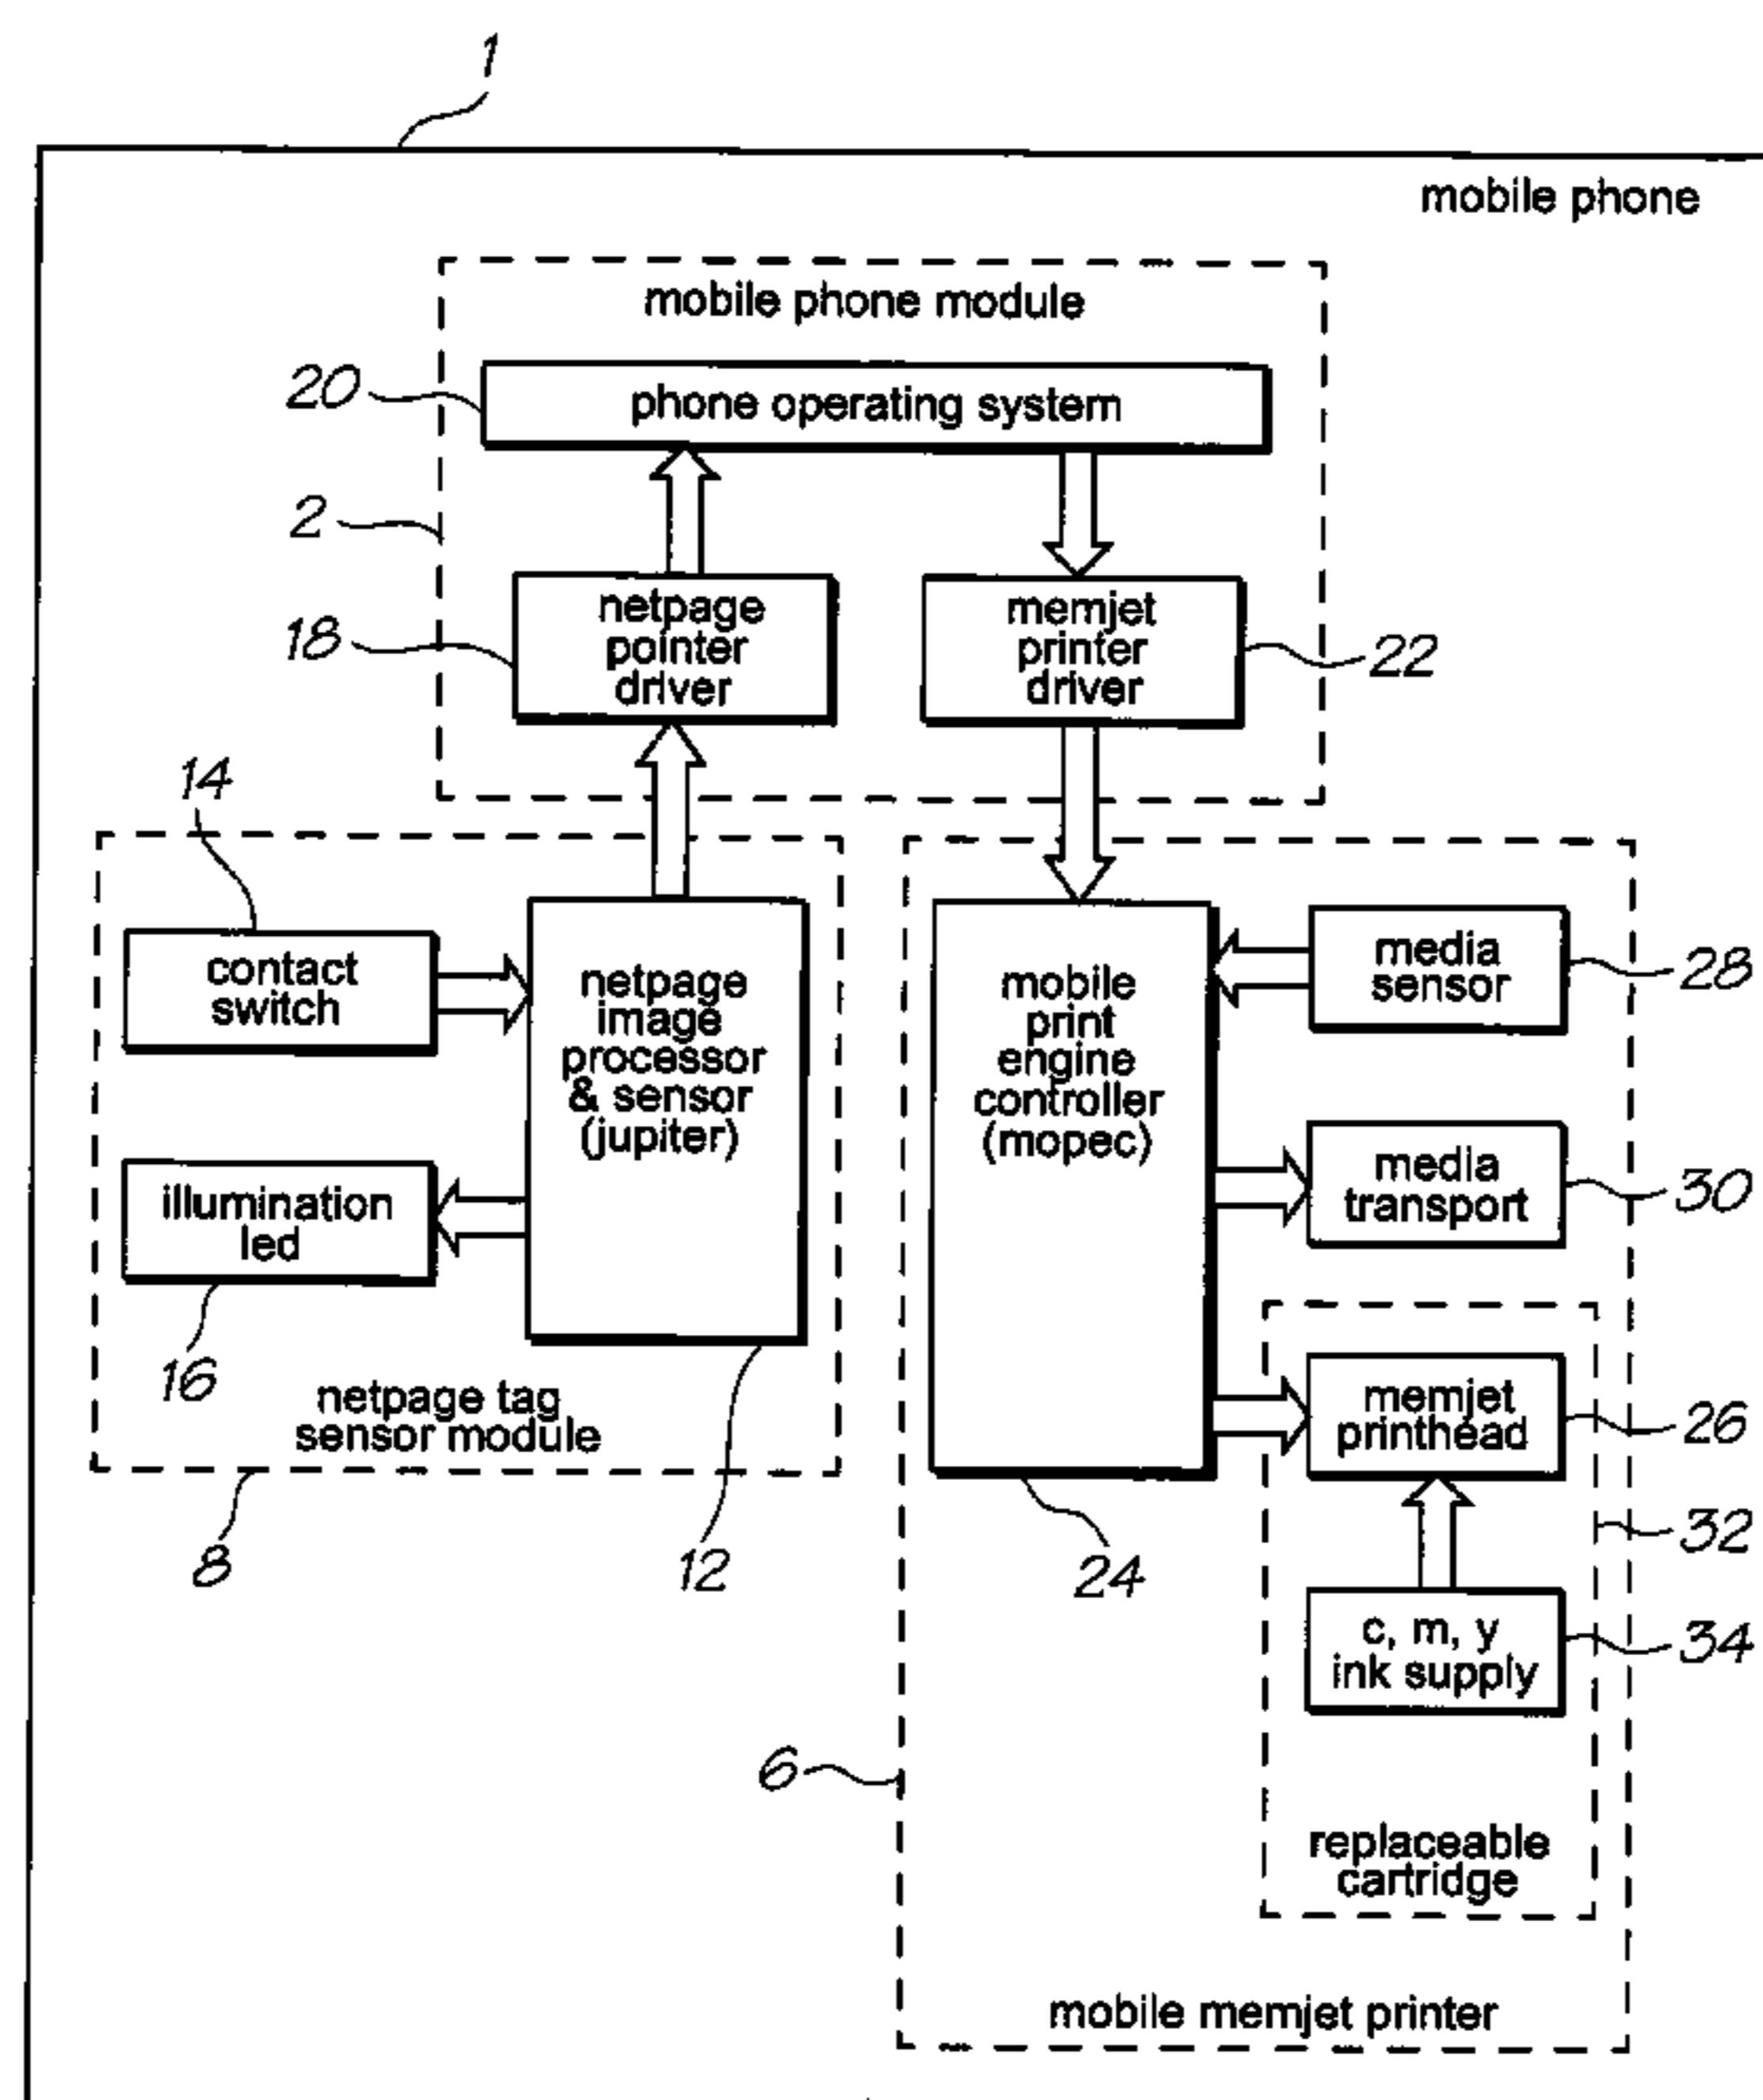 1
mobile phone
mobile phone module
20
phone operating system
2
18
netpage
pointer
driver
memjet
printer
driver
22
14
contact
switch
netpage
image
processor
& sensor
(jupiter)
illumination
led
16
netpage tag
sensor module
8
12
mobile
print
engine
controller
(mopec)
24
media
sensor
28
media
transport
30
memjet
printhead
26
32
c, m, y
ink supply
34
6
replaceable
cartridge
mobile memjet printer